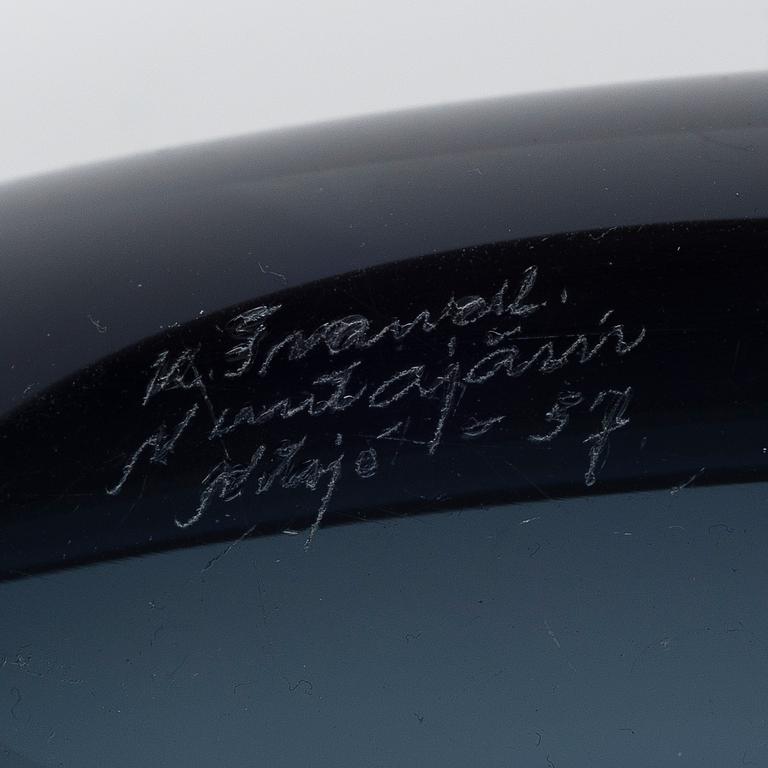 K. Franck.
Nuutajärvi
Notsjö - 57